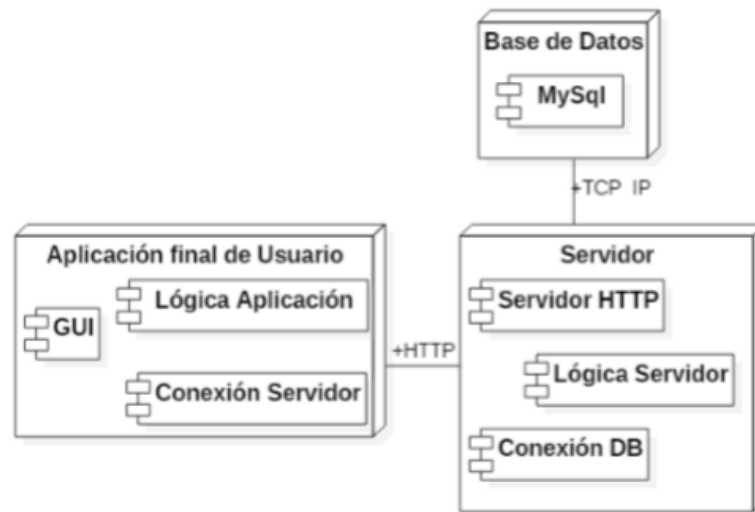 Base de Datos
MySql
+TCP IP
Aplicación final de Usuario
Lógica Aplicación
GUI
Conexión Servidor
+HTTP
Servidor
Servidor HTTP
Lógica Servidor
Conexión DB